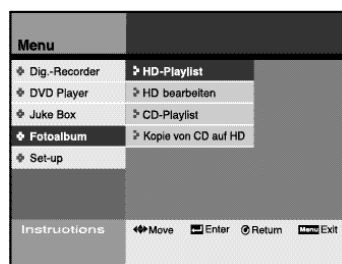 Menu
Dig.-Recorder
DVD Player
Juke Box
Fotoalbum
Set-up
HD-Playlist
HD bearbeiten
CD-Playlist
Kopie von CD auf HD
Instruotions Move Enter Return Menu Exit